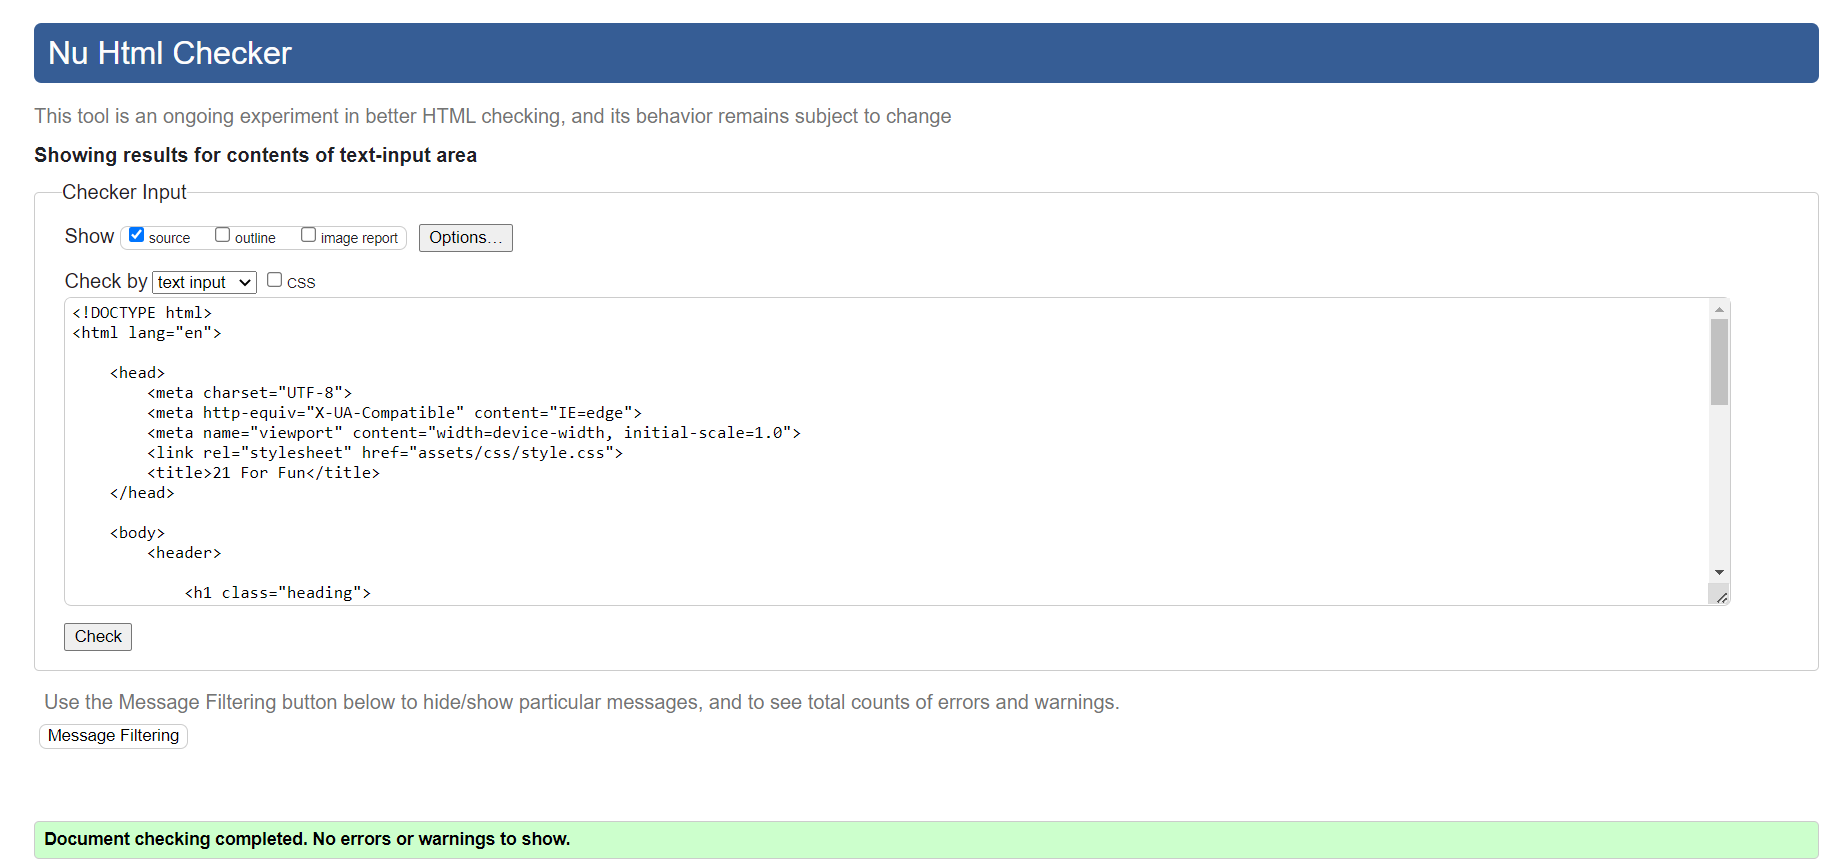 Nu Html Checker
This tool is an ongoing experiment in better HTML checking, and its behavior remains subject to change
Showing results for contents of text-input area
Checker Input
Show source outline image report Options...
Check by text input CSS
<!DOCTYPE html>
<html lang="en">
<head>
<meta charset="UTF-8">
<meta http-equiv="X-UA-Compatible" content="IE=edge">
<meta name="viewport" content="width=device-width, initial-scale=1.0">
<link rel="stylesheet" href="assets/css/style.css">
<title>21 For Fun</title>
</head>
<body>
<header>
<h1 class="heading">
Check
Use the Message Filtering button below to hide/show particular messages, and to see total counts of errors and warnings.
Message Filtering
Document checking completed. No errors or warnings to show.